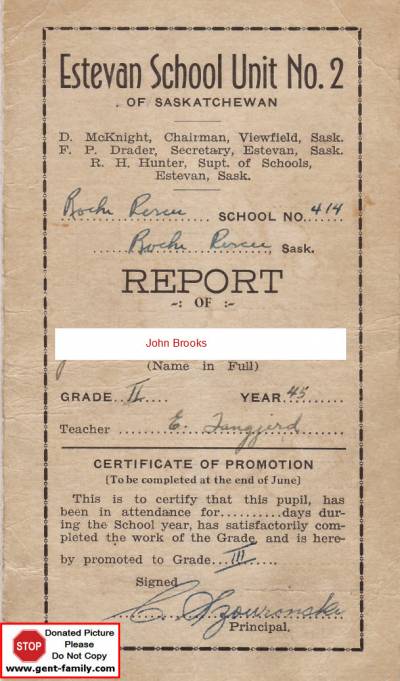 Estevan School Unit No. 2
OF SASKATCHEWAN
D. McKnight, Chairman, Viewfield, Sask.
F. P. Drader, Secretary, Estevan, Sask.
R. H. Hunter, Supt. of Schools,
Estevan, Sask.
Roche Percee SCHOOL NO. 414
Roche Percee, Sask.
REPORT
-: OF :-
John Brooks
(Name in Full)
GRADE II YEAR 45
Teacher E. Tangjerd
CERTIFICATE OF PROMOTION
(To be completed at the end of June)
This is to certify that this pupil, has
been in attendance for..........days dur-
ing the School year, has satisfactorily com-
pleted the work of the Grade, and is here-
by promoted to Grade III
Signed
C.
Principal.
STOP
Donated Picture
Please
Do Not Copy
www.gent-family.com